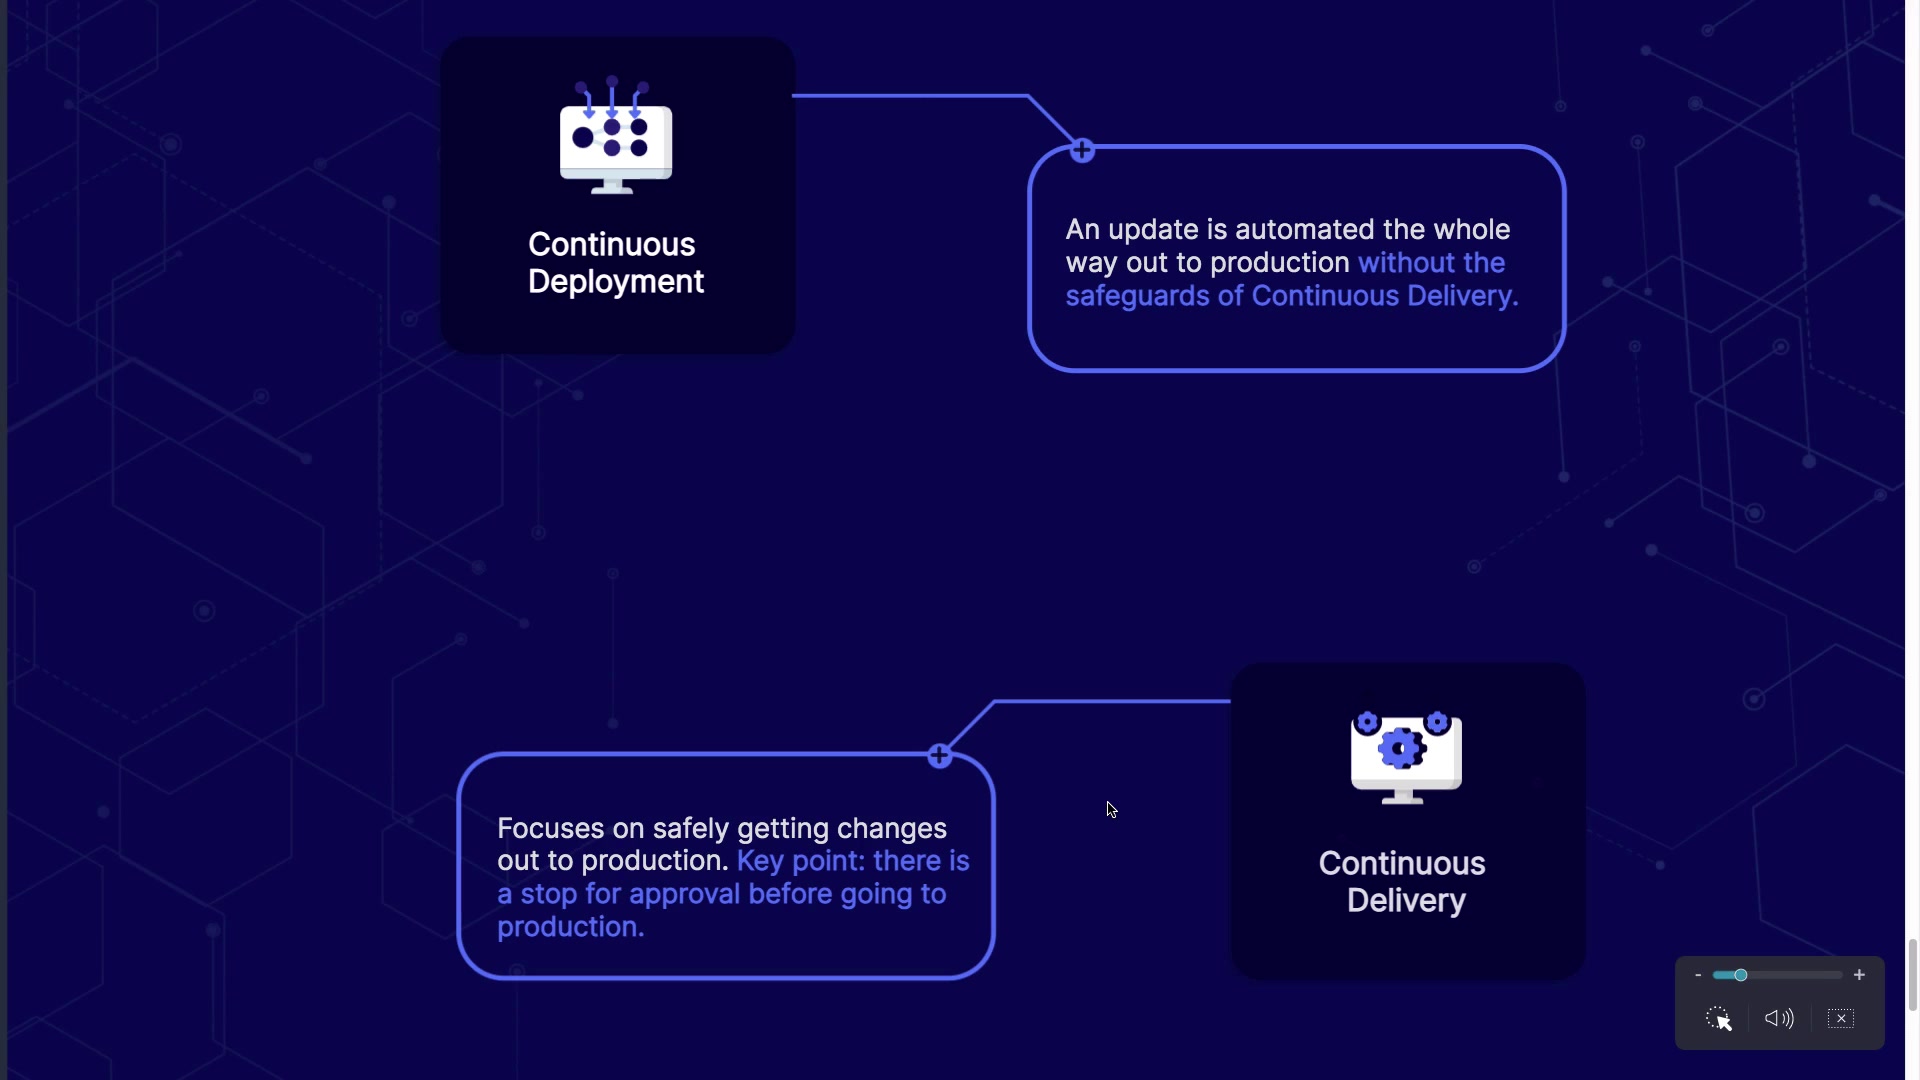 Continuous
Deployment
An update is automated the whole
way out to production without the
safeguards of Continuous Delivery.
Focuses on safely getting changes
out to production. Key point: there is
a stop for approval before going to
production.
Continuous
Delivery
- +